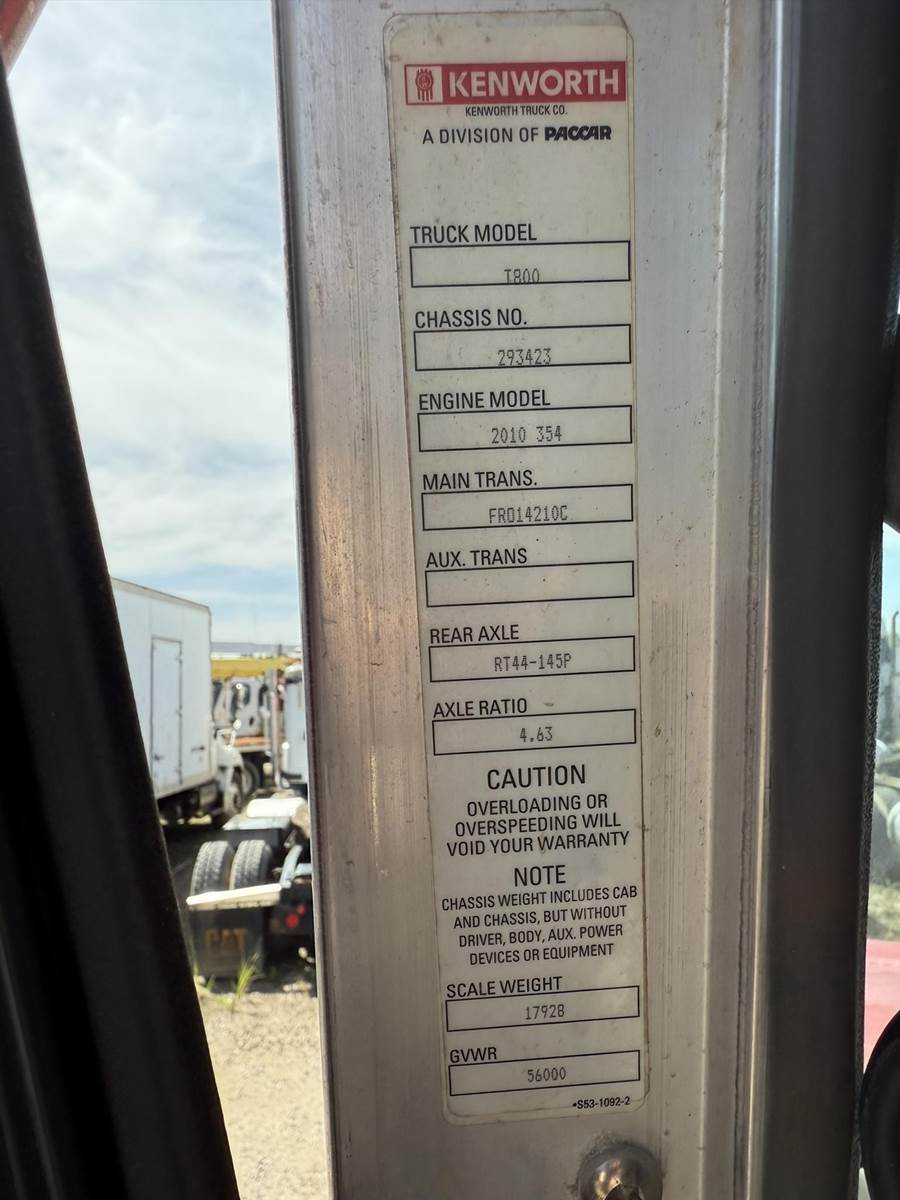 KENWORTH
KENWORTH TRUCK CO.
A DIVISION OF PACCAR
TRUCK MODEL
T800
CHASSIS NO.
293423
ENGINE MODEL
2010 354
MAIN TRANS.
FRO14210C
AUX. TRANS
REAR AXLE
RT44-145P
AXLE RATIO
4.63
CAUTION
OVERLOADING OR
OVERSPEEDING WILL
VOID YOUR WARRANTY
NOTE
CHASSIS WEIGHT INCLUDES CAB
AND CHASSIS, BUT WITHOUT
DRIVER, BODY, AUX. POWER
DEVICES OR EQUIPMENT
SCALE WEIGHT
17928
GVWR
56000
•S53-1092-2
CAT